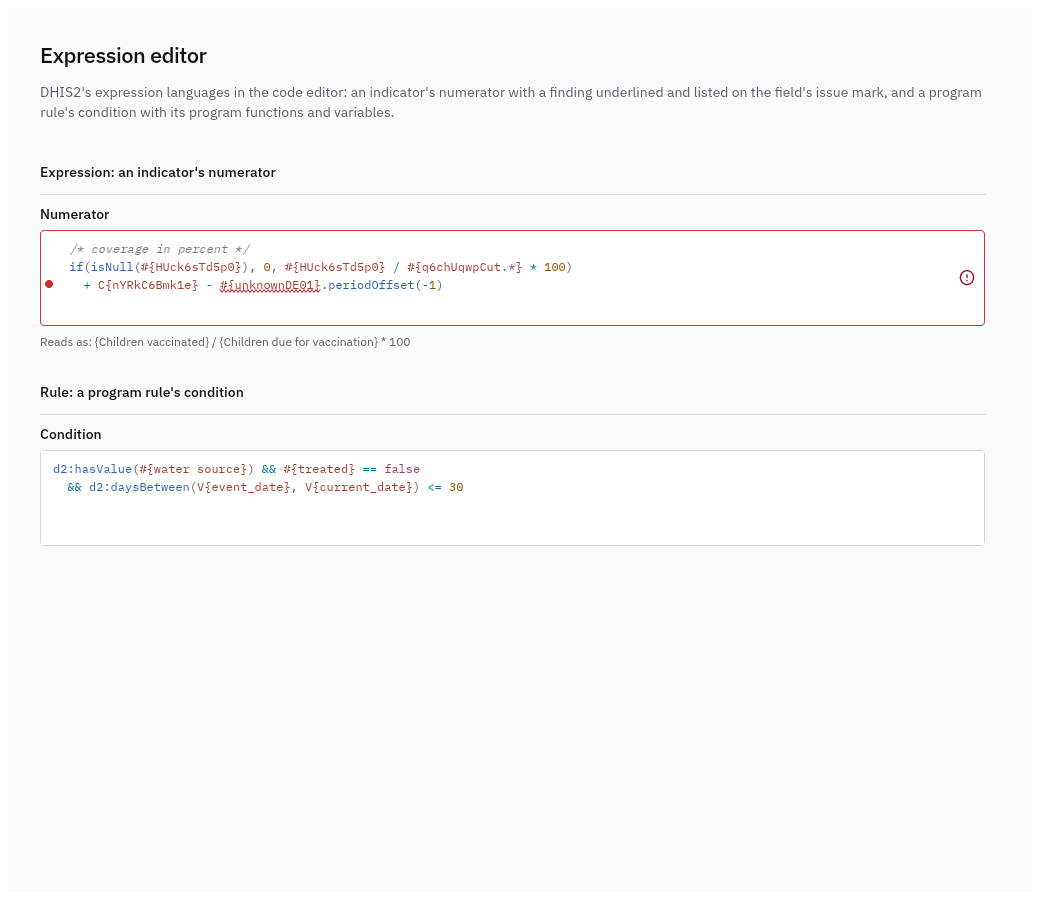 Expression editor
DHIS2's expression languages in the code editor: an indicator's numerator with a finding underlined and listed on the field's issue mark, and a program
rule's condition with its program functions and variables.
Expression: an indicator's numerator
Numerator
/* coverage in percent */
if(isNull(#{HUck6sTd5p0}), 0, #{HUck6sTd5p0} / #{q6chUqwpCut.*} * 100)
+ C{nYRkC6Bmk1e} - #{unknownDE01}.periodOffset(-1)
Reads as: {Children vaccinated} / {Children due for vaccination} * 100
Rule: a program rule's condition
Condition
d2:hasValue(#{water source}) && #{treated} == false
&& d2:daysBetween(V{event_date}, V{current_date}) <= 30